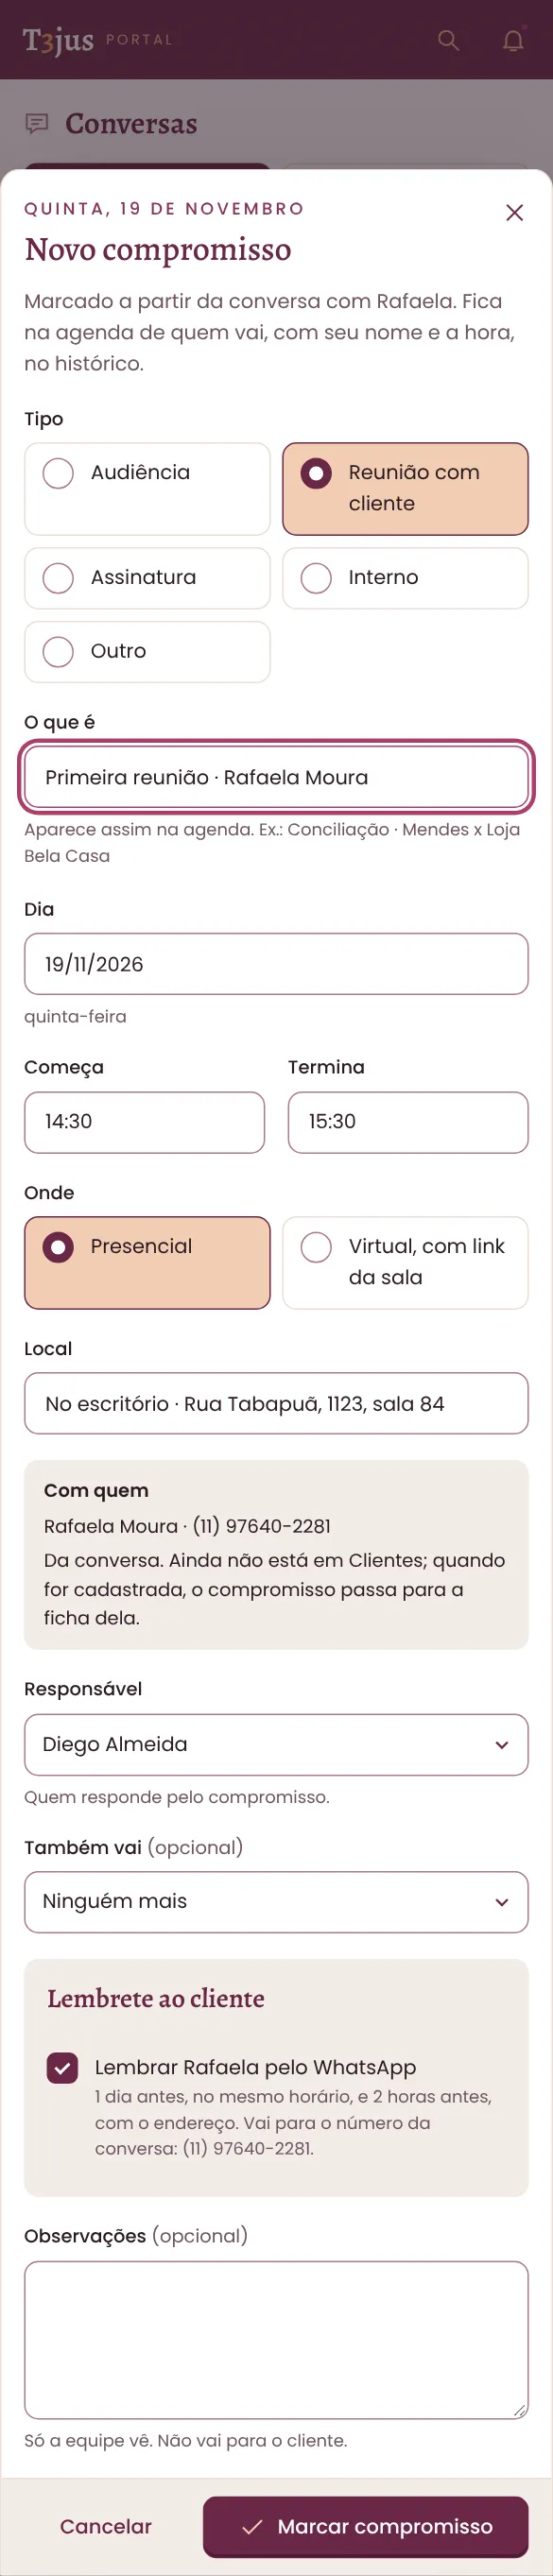 T3jus PORTAL
Conversas
QUINTA, 19 DE NOVEMBRO
Novo compromisso
Marcado a partir da conversa com Rafaela. Fica
na agenda de quem vai, com seu nome e a hora,
no histórico.
Tipo
Audiência
Reunião com
cliente
Assinatura
Interno
Outro
O que é
Primeira reunião · Rafaela Moura
Aparece assim na agenda. Ex.: Conciliação · Mendes x Loja
Bela Casa
Dia
19/11/2026
quinta-feira
Começa
Termina
14:30
15:30
Onde
Presencial
Virtual, com link
da sala
Local
No escritório · Rua Tabapuã, 1123, sala 84
Com quem
Rafaela Moura · (11) 97640-2281
Da conversa. Ainda não está em Clientes; quando
for cadastrada, o compromisso passa para a
ficha dela.
Responsável
Diego Almeida
Quem responde pelo compromisso.
Também vai (opcional)
Ninguém mais
Lembrete ao cliente
Lembrar Rafaela pelo WhatsApp
1 dia antes, no mesmo horário, e 2 horas antes,
com o endereço. Vai para o número da
conversa: (11) 97640-2281.
Observações (opcional)
Só a equipe vê. Não vai para o cliente.
Cancelar
Marcar compromisso